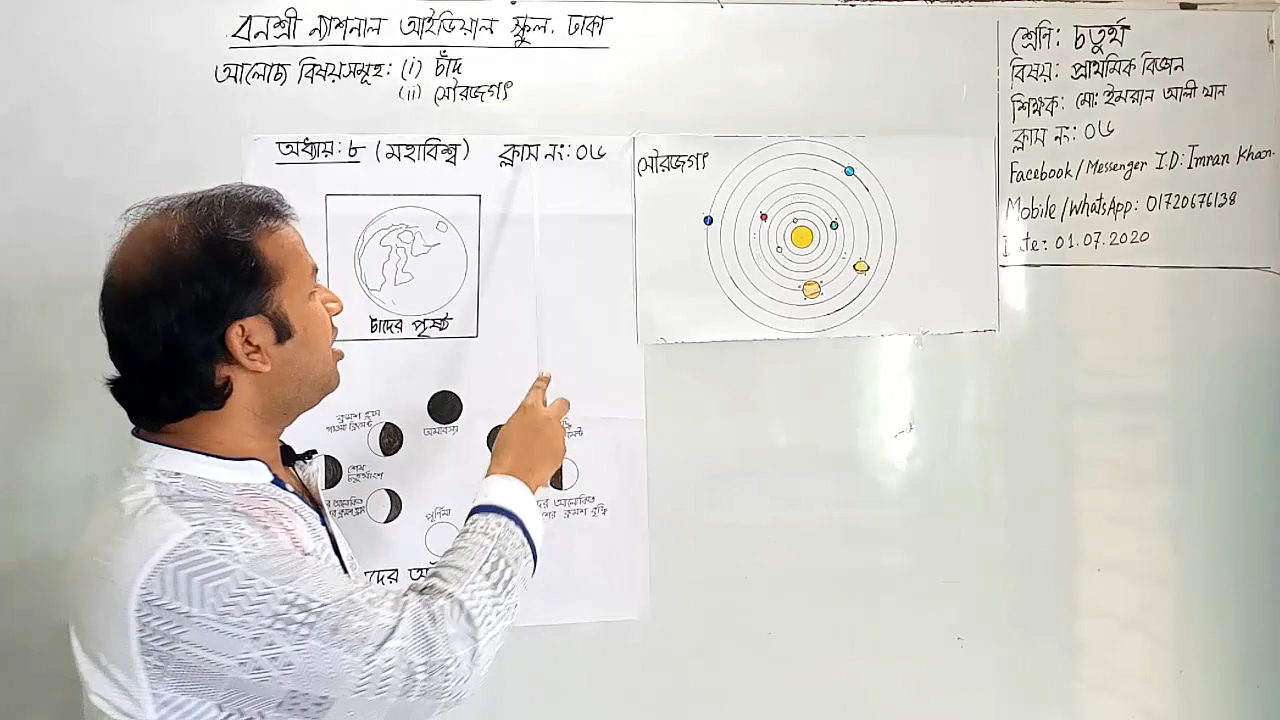 বনশ্রী ন্যাশনাল আইডিয়াল স্কুল, ঢাকা
আলোচ্য বিষয়সমূহ: (i) চাঁদ
(ii) সৌরজগৎ
শ্রেণি: চতুর্থ
বিষয়: প্রাথমিক বিজ্ঞান
শিক্ষক: মো: ইমরান আলী খান
ক্লাস নং: ০৬
Facebook/Messenger I.D: Imran Khan.
Mobile/WhatsApp: 01720676138
Date: 01.07.2020
অধ্যায়: ৮ (মহাবিশ্ব) ক্লাস নং: ০৬
সৌরজগৎ
চাঁদের পৃষ্ঠ
অমাবস্যা
শেষ
পূর্ণিমা
ক্রমশ বৃদ্ধি